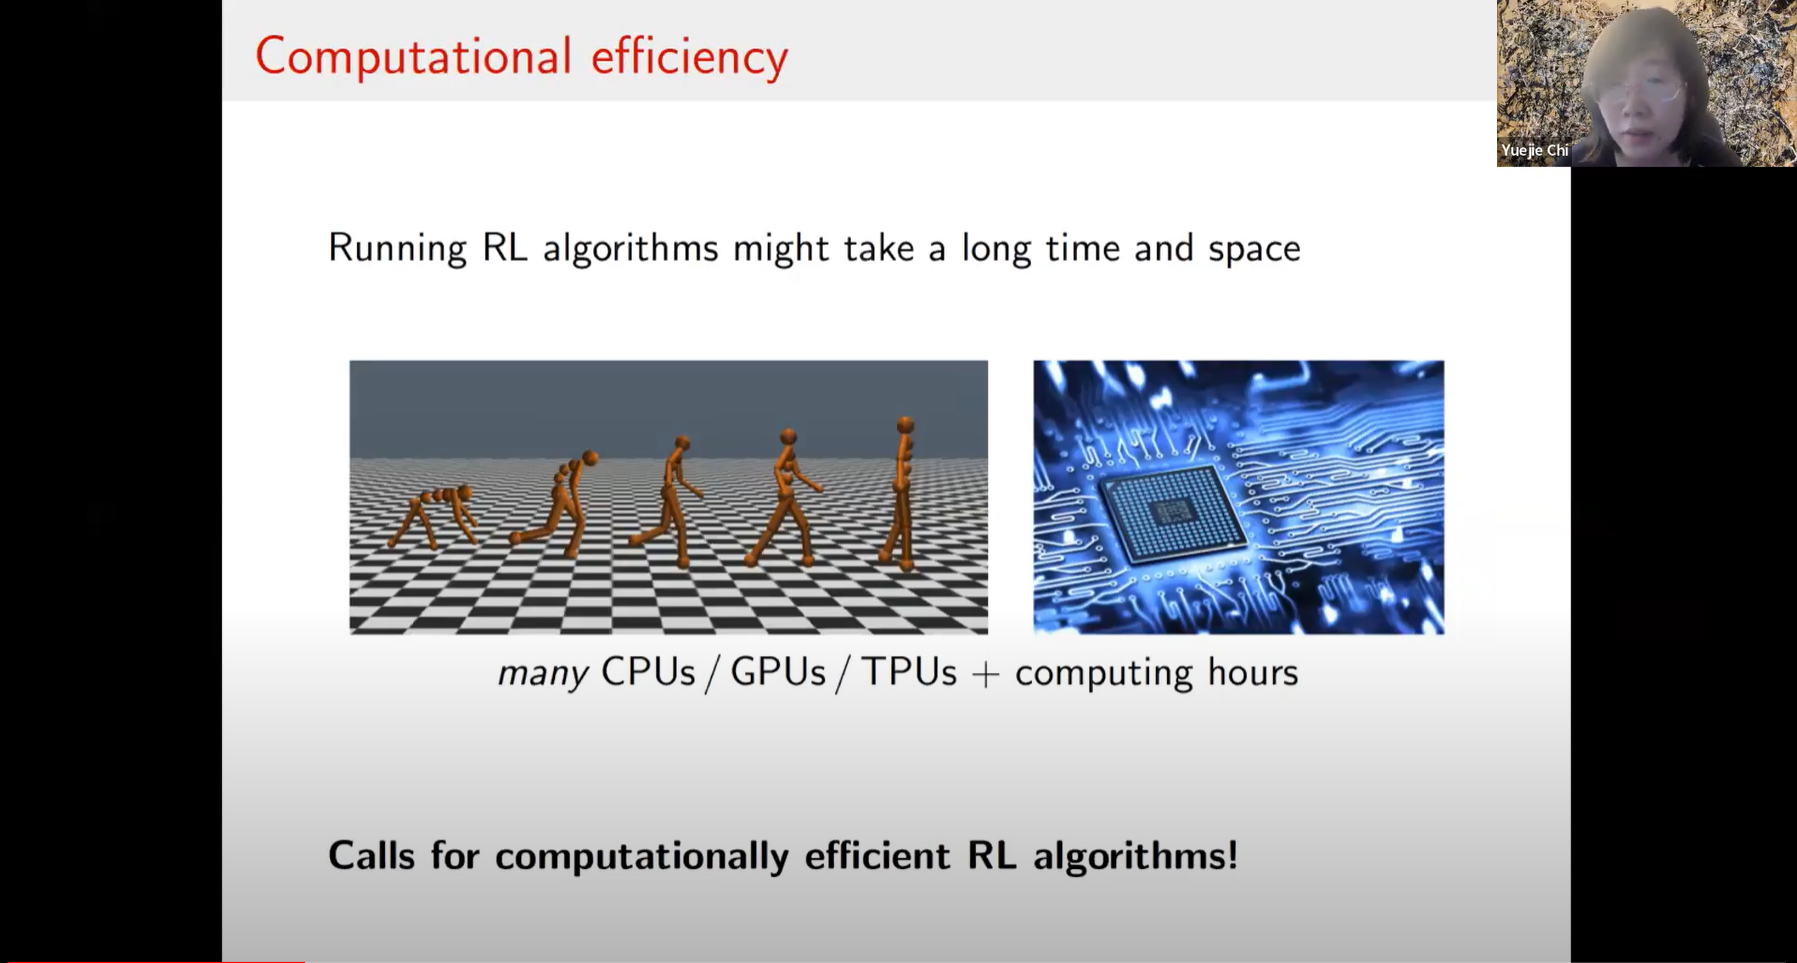 Computational efficiency
Yuejie Chi
Running RL algorithms might take a long time and space
many CPUs / GPUs / TPUs + computing hours
Calls for computationally efficient RL algorithms!